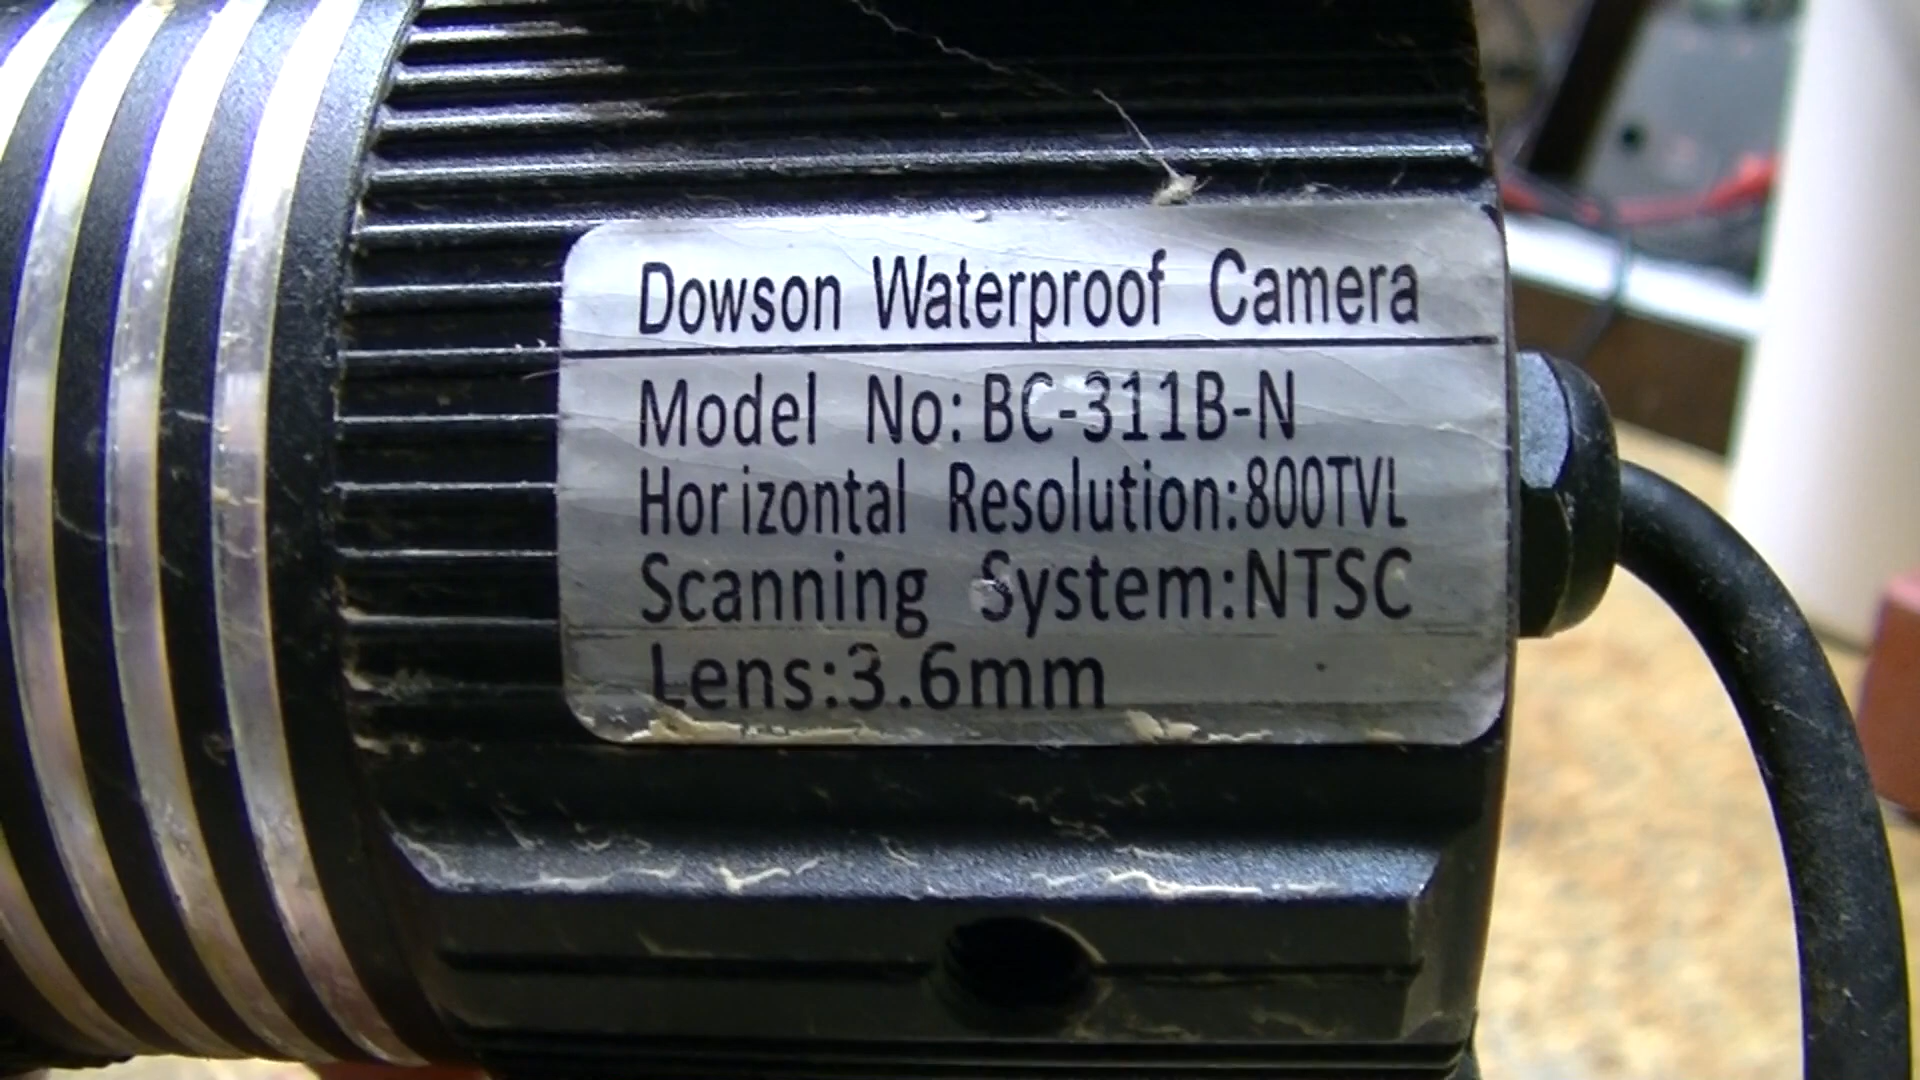 Dowson Waterproof Camera
Model No:BC-311B-N
Horizontal Resolution:800TVL
Scanning System:NTSC
Lens:3.6mm